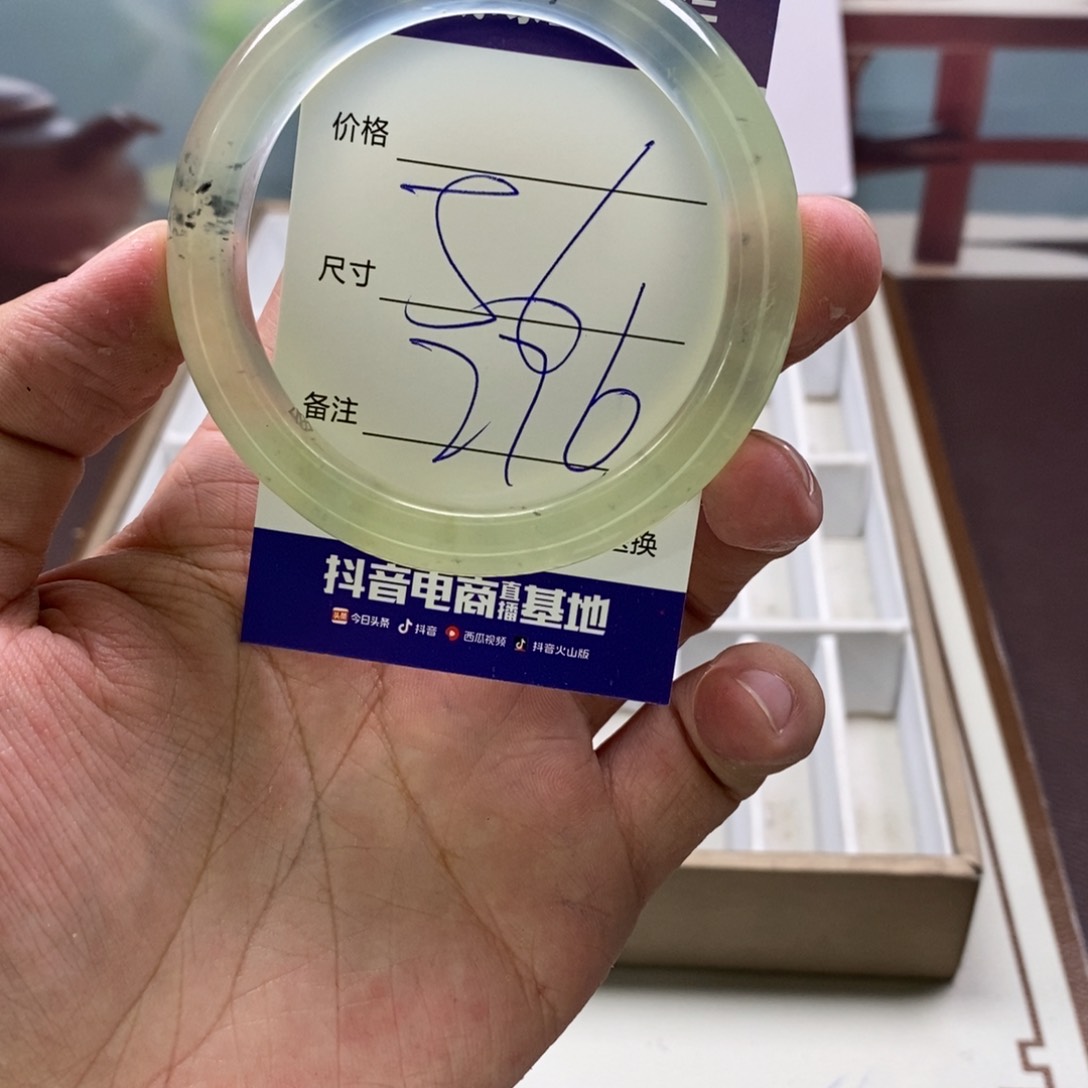 价格
56
尺寸
296
备注
换
抖音电商直播基地
今日头条 抖音 西瓜视频 抖音火山版